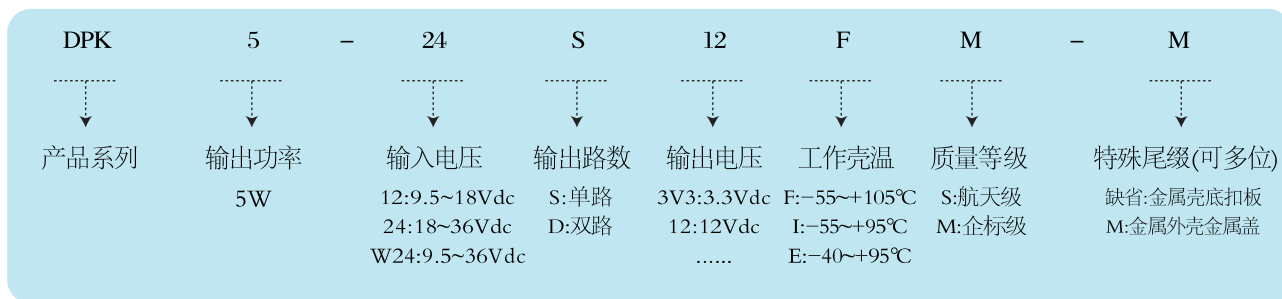 DPK 5 - 24 S 12 F M - M
产品系列 输出功率 输入电压 输出路数 输出电压 工作壳温 质量等级 特殊尾缀(可多位)
5W 12:9.5~18Vdc S:单路 3V3:3.3Vdc F:-55~+105℃ S:航天级 缺省:金属壳底扣板
24:18~36Vdc D:双路 12:12Vdc I:-55~+95℃ M:企标级 M:金属外壳金属盖
W24:9.5~36Vdc ...... E:-40~+95℃